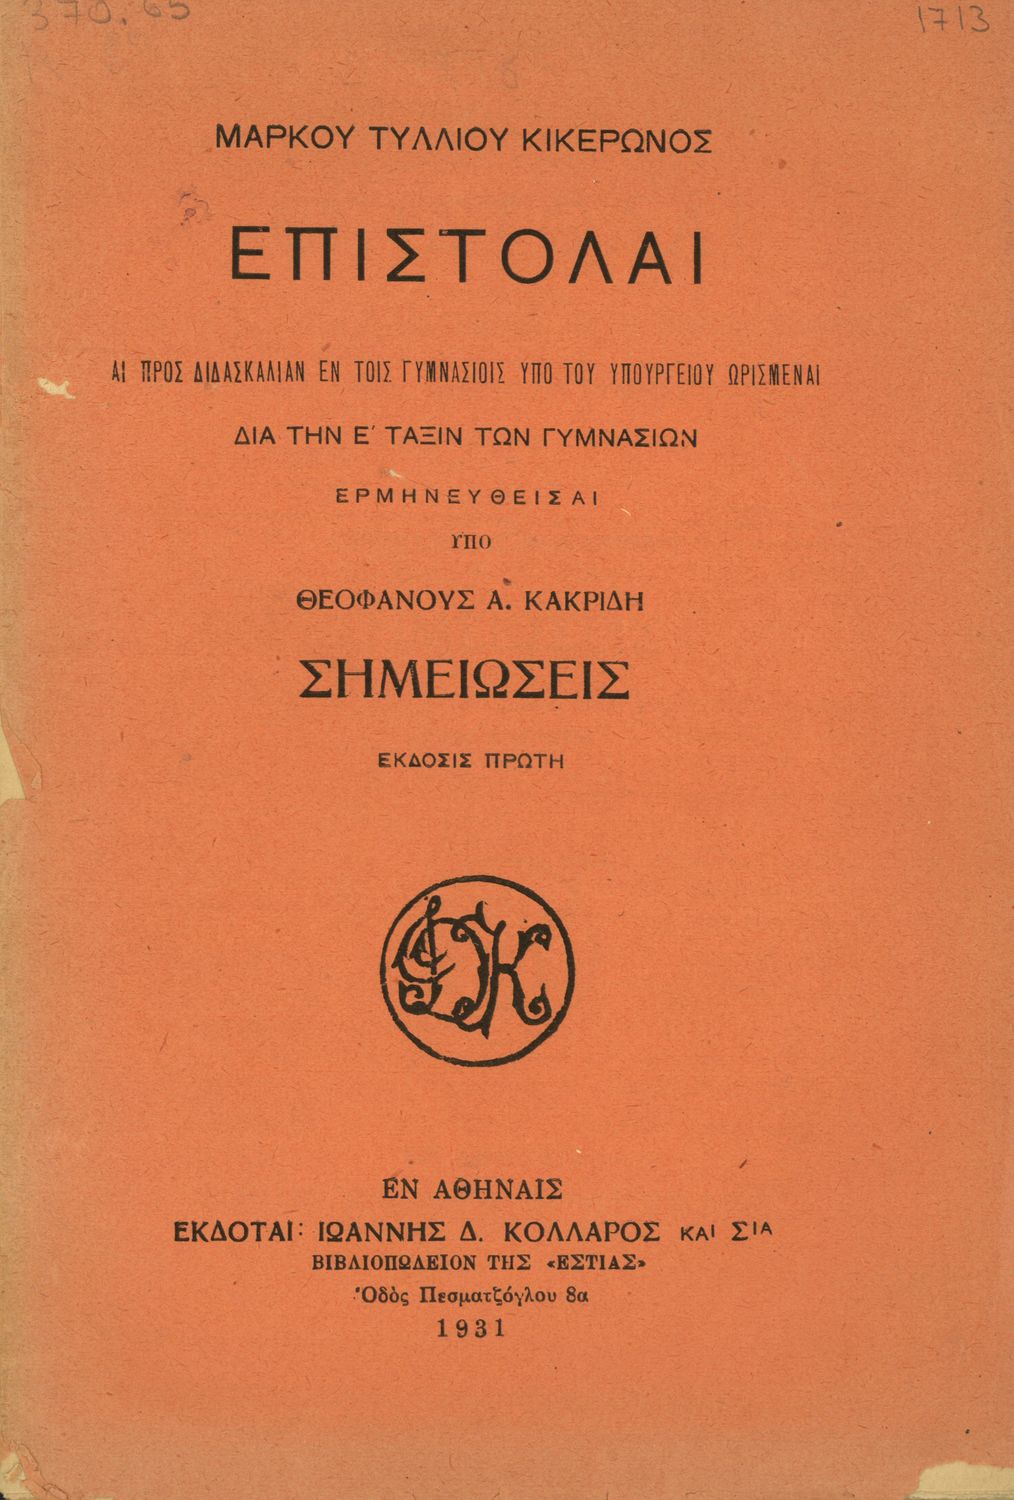 370.65
1713
ΜΑΡΚΟΥ ΤΥΛΛΙΟΥ ΚΙΚΕΡΩΝΟΣ
ΕΠΙΣΤΟΛΑΙ
ΑΙ ΠΡΟΣ ΔΙΔΑΣΚΑΛΙΑΝ ΕΝ ΤΟΙΣ ΓΥΜΝΑΣΙΟΙΣ ΥΠΟ ΤΟΥ ΥΠΟΥΡΓΕΙΟΥ ΩΡΙΣΜΕΝΑΙ
ΔΙΑ ΤΗΝ Ε΄ ΤΑΞΙΝ ΤΩΝ ΓΥΜΝΑΣΙΩΝ
ΕΡΜΗΝΕΥΘΕΙΣΑΙ
ΥΠΟ
ΘΕΟΦΑΝΟΥΣ Α. ΚΑΚΡΙΔΗ
ΣΗΜΕΙΩΣΕΙΣ
ΕΚΔΟΣΙΣ ΠΡΩΤΗ
ΕΝ ΑΘΗΝΑΙΣ
ΕΚΔΟΤΑΙ: ΙΩΑΝΝΗΣ Δ. ΚΟΛΛΑΡΟΣ ΚΑΙ ΣΙΑ
ΒΙΒΛΙΟΠΩΛΕΙΟΝ ΤΗΣ «ΕΣΤΙΑΣ»
Ὁδὸς Πεσματζόγλου 8α
1931